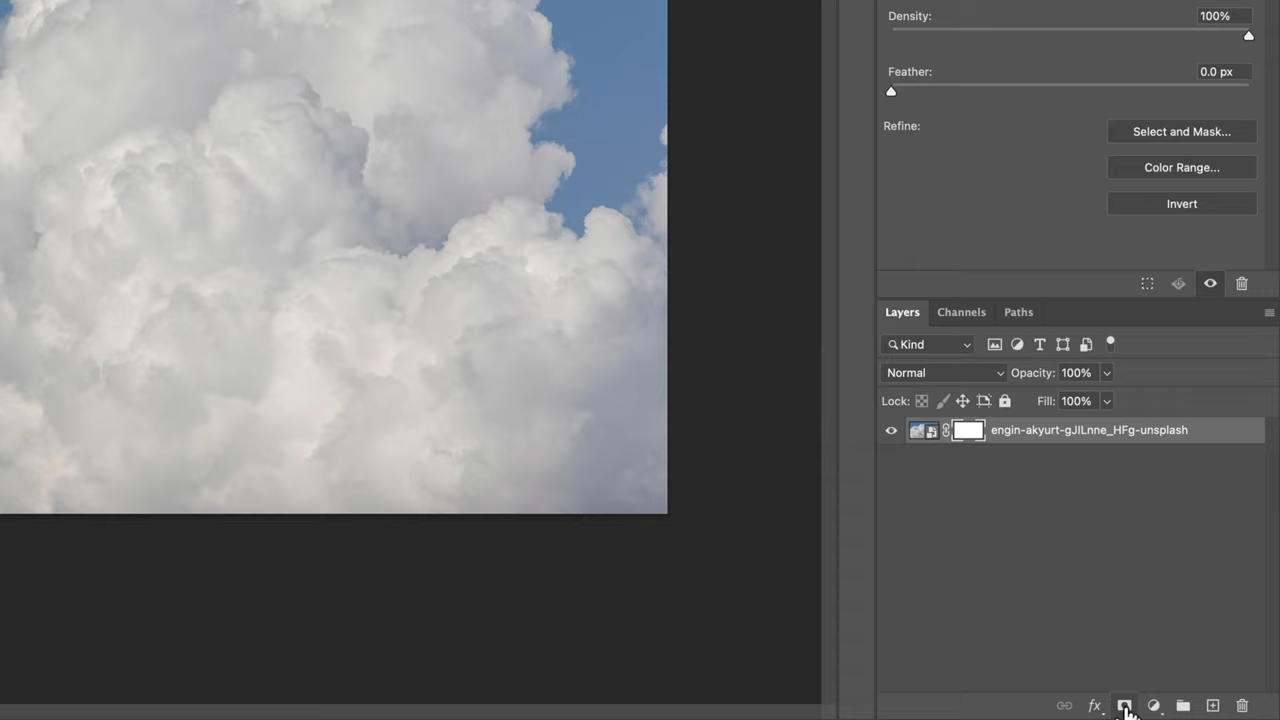 Density:
100%
Feather:
0.0 px
Refine:
Select and Mask...
Color Range...
Invert
Layers
Channels
Paths
Kind
T
Normal
Opacity: 100%
Lock:
Fill: 100%
engin-akyurt-gJILnne_HFg-unsplash
fx